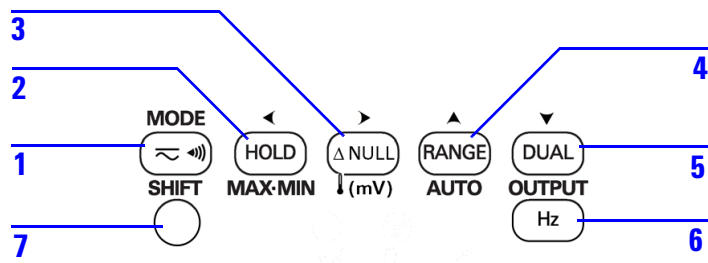 3
4
2
MODE
1
HOLD
Δ NULL
RANGE
DUAL
5
SHIFT
MAX·MIN
(mV)
AUTO
OUTPUT
Hz
7
6